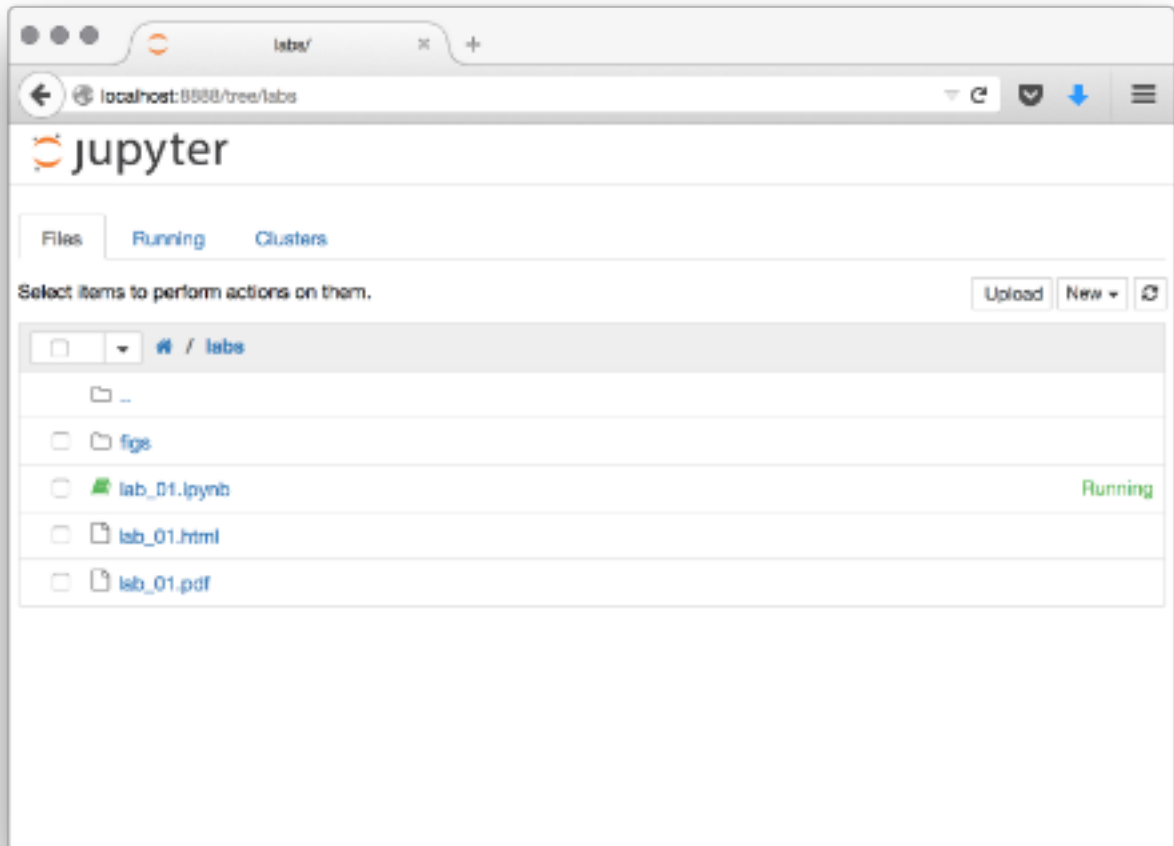 labs/
localhost:8888/tree/labs
jupyter
Files Running Clusters
Select items to perform actions on them.
Upload New
/ labs
..
figs
lab_01.ipynb Running
lab_01.html
lab_01.pdf